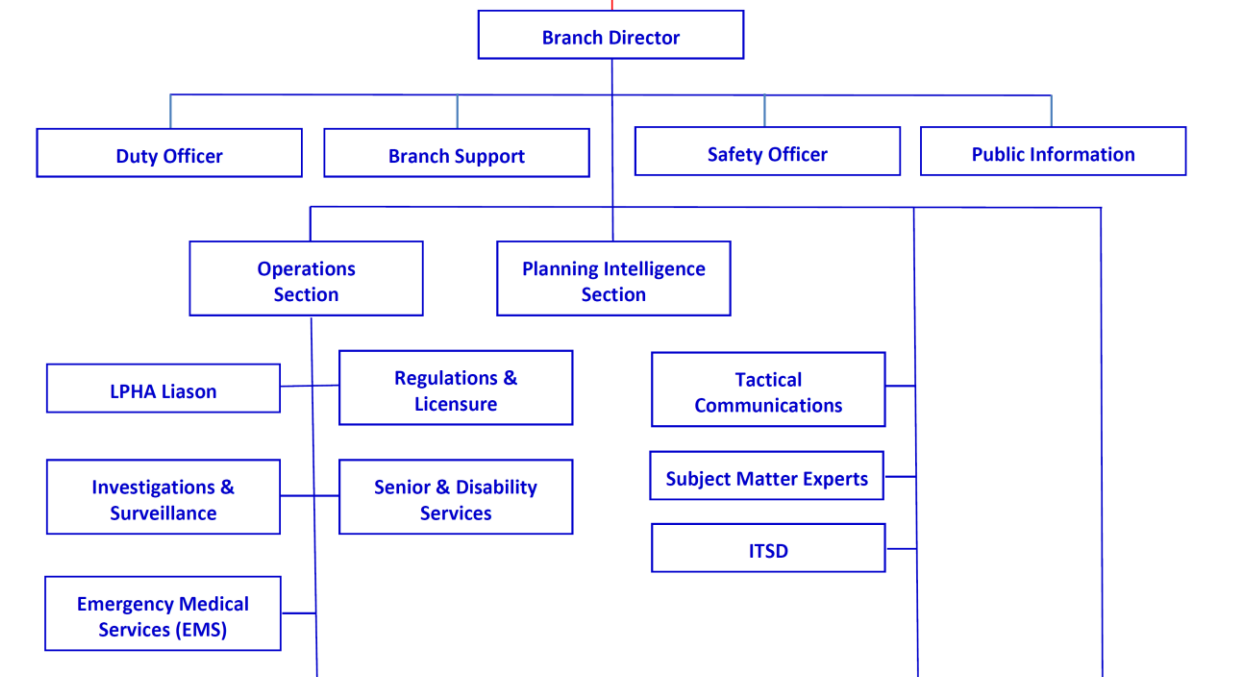 Branch Director
Duty Officer
Branch Support
Safety Officer
Public Information
Operations
Section
Planning Intelligence
Section
LPHA Liason
Regulations &
Licensure
Tactical
Communications
Investigations &
Surveillance
Senior & Disability
Services
Subject Matter Experts
ITSD
Emergency Medical
Services (EMS)